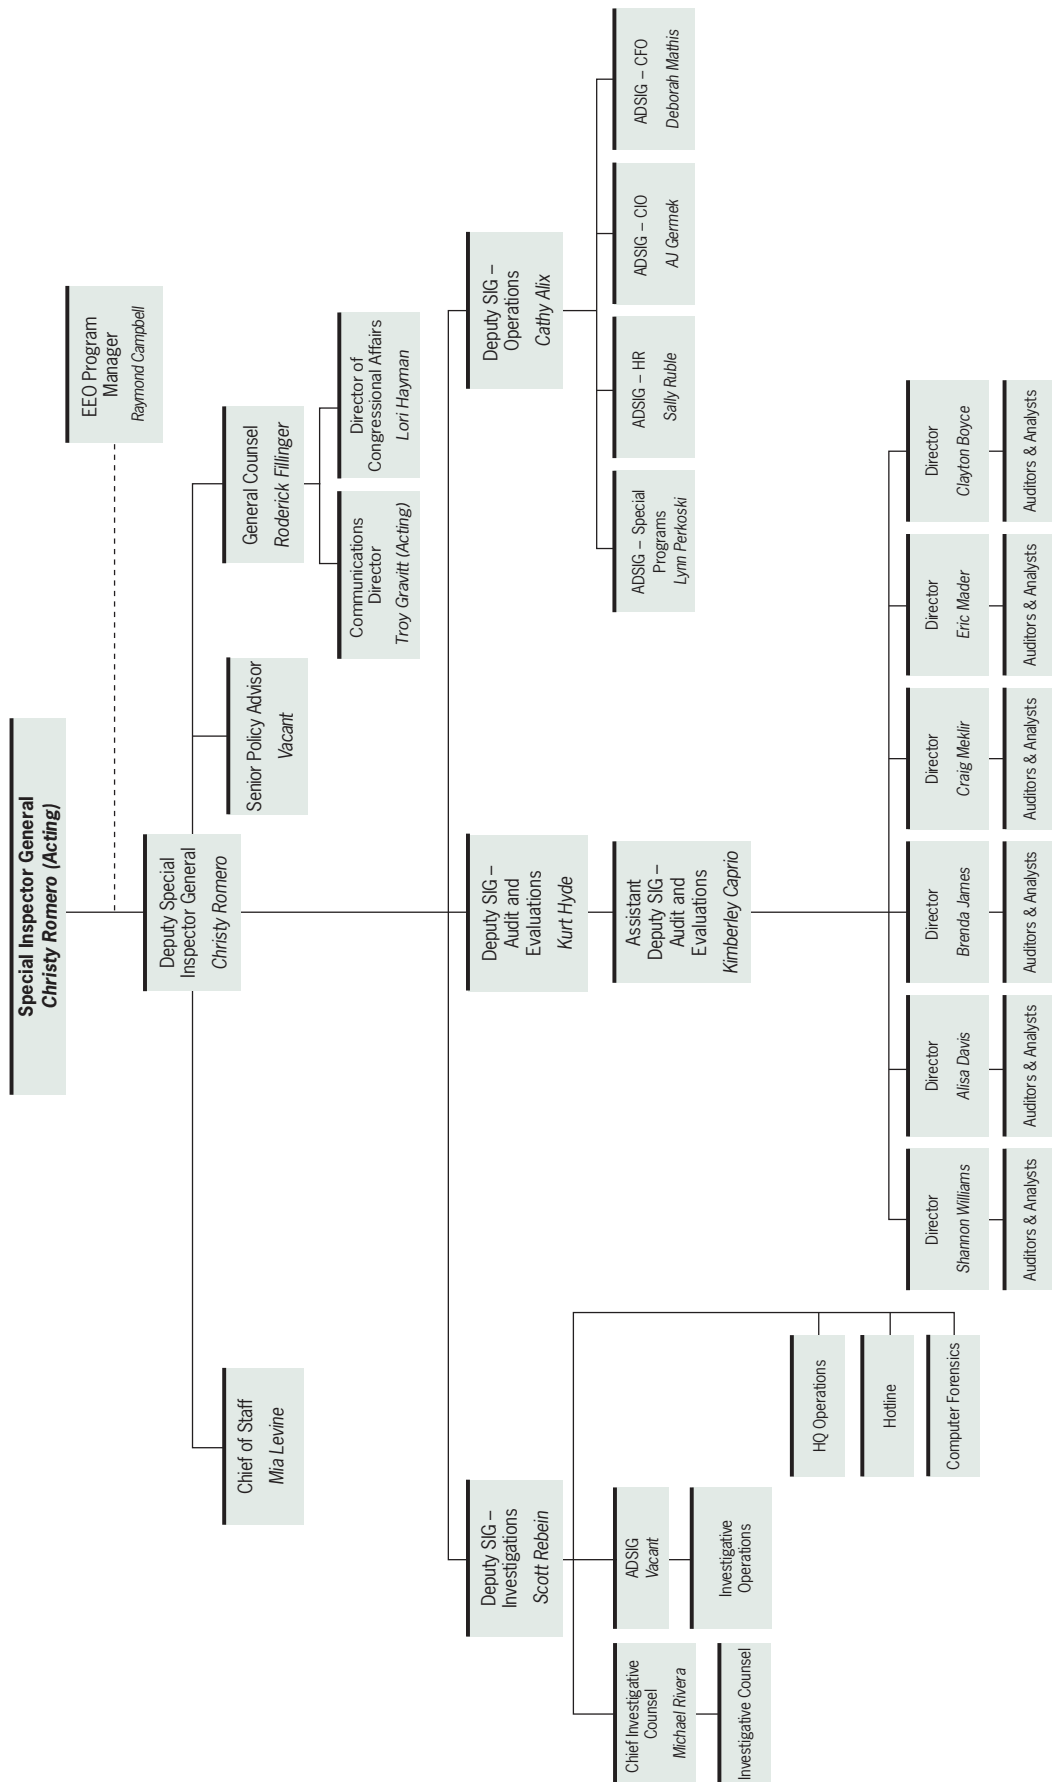 Special Inspector General
Christy Romero (Acting)
EEO Program
Manager
Raymond Campbell
Deputy Special
Inspector General
Christy Romero
Chief of Staff
Mia Levine
Senior Policy Advisor
Vacant
General Counsel
Roderick Fillinger
Communications
Director
Troy Gravitt (Acting)
Director of
Congressional Affairs
Lori Hayman
Deputy SIG –
Investigations
Scott Rebein
Deputy SIG –
Audit and
Evaluations
Kurt Hyde
Deputy SIG –
Operations
Cathy Alix
Chief Investigative
Counsel
Michael Rivera
Investigative Counsel
ADSIG
Vacant
Investigative
Operations
HQ Operations
Hotline
Computer Forensics
Assistant
Deputy SIG –
Audit and
Evaluations
Kimberley Caprio
ADSIG – Special
Programs
Lynn Perkoski
ADSIG – HR
Sally Ruble
ADSIG – CIO
AJ Germek
ADSIG – CFO
Deborah Mathis
Director
Shannon Williams
Auditors & Analysts
Director
Alisa Davis
Auditors & Analysts
Director
Brenda James
Auditors & Analysts
Director
Craig Meklir
Auditors & Analysts
Director
Eric Mader
Auditors & Analysts
Director
Clayton Boyce
Auditors & Analysts